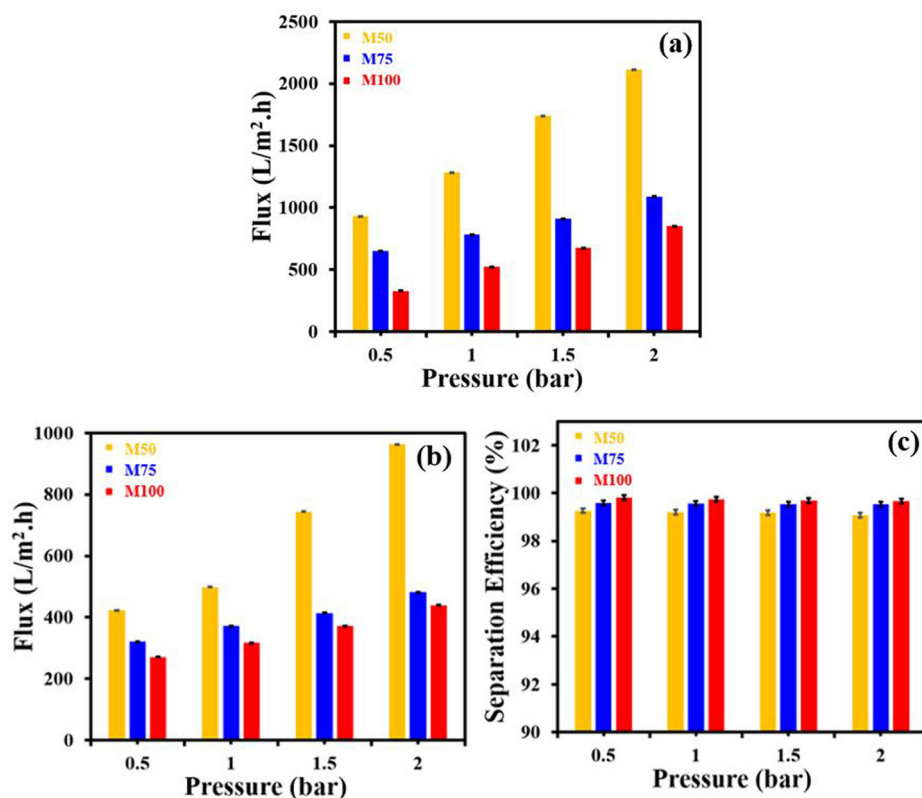 (a)
M50
M75
M100
Flux (L/m².h)
2500
2000
1500
1000
500
0
0.5 1 1.5 2
Pressure (bar)
(b)
M50
M75
M100
Flux (L/m².h)
1000
800
600
400
200
0
0.5 1 1.5 2
Pressure (bar)
(c)
M50
M75
M100
Separation Efficiency (%)
102
100
98
96
94
92
90
0.5 1 1.5 2
Pressure (bar)